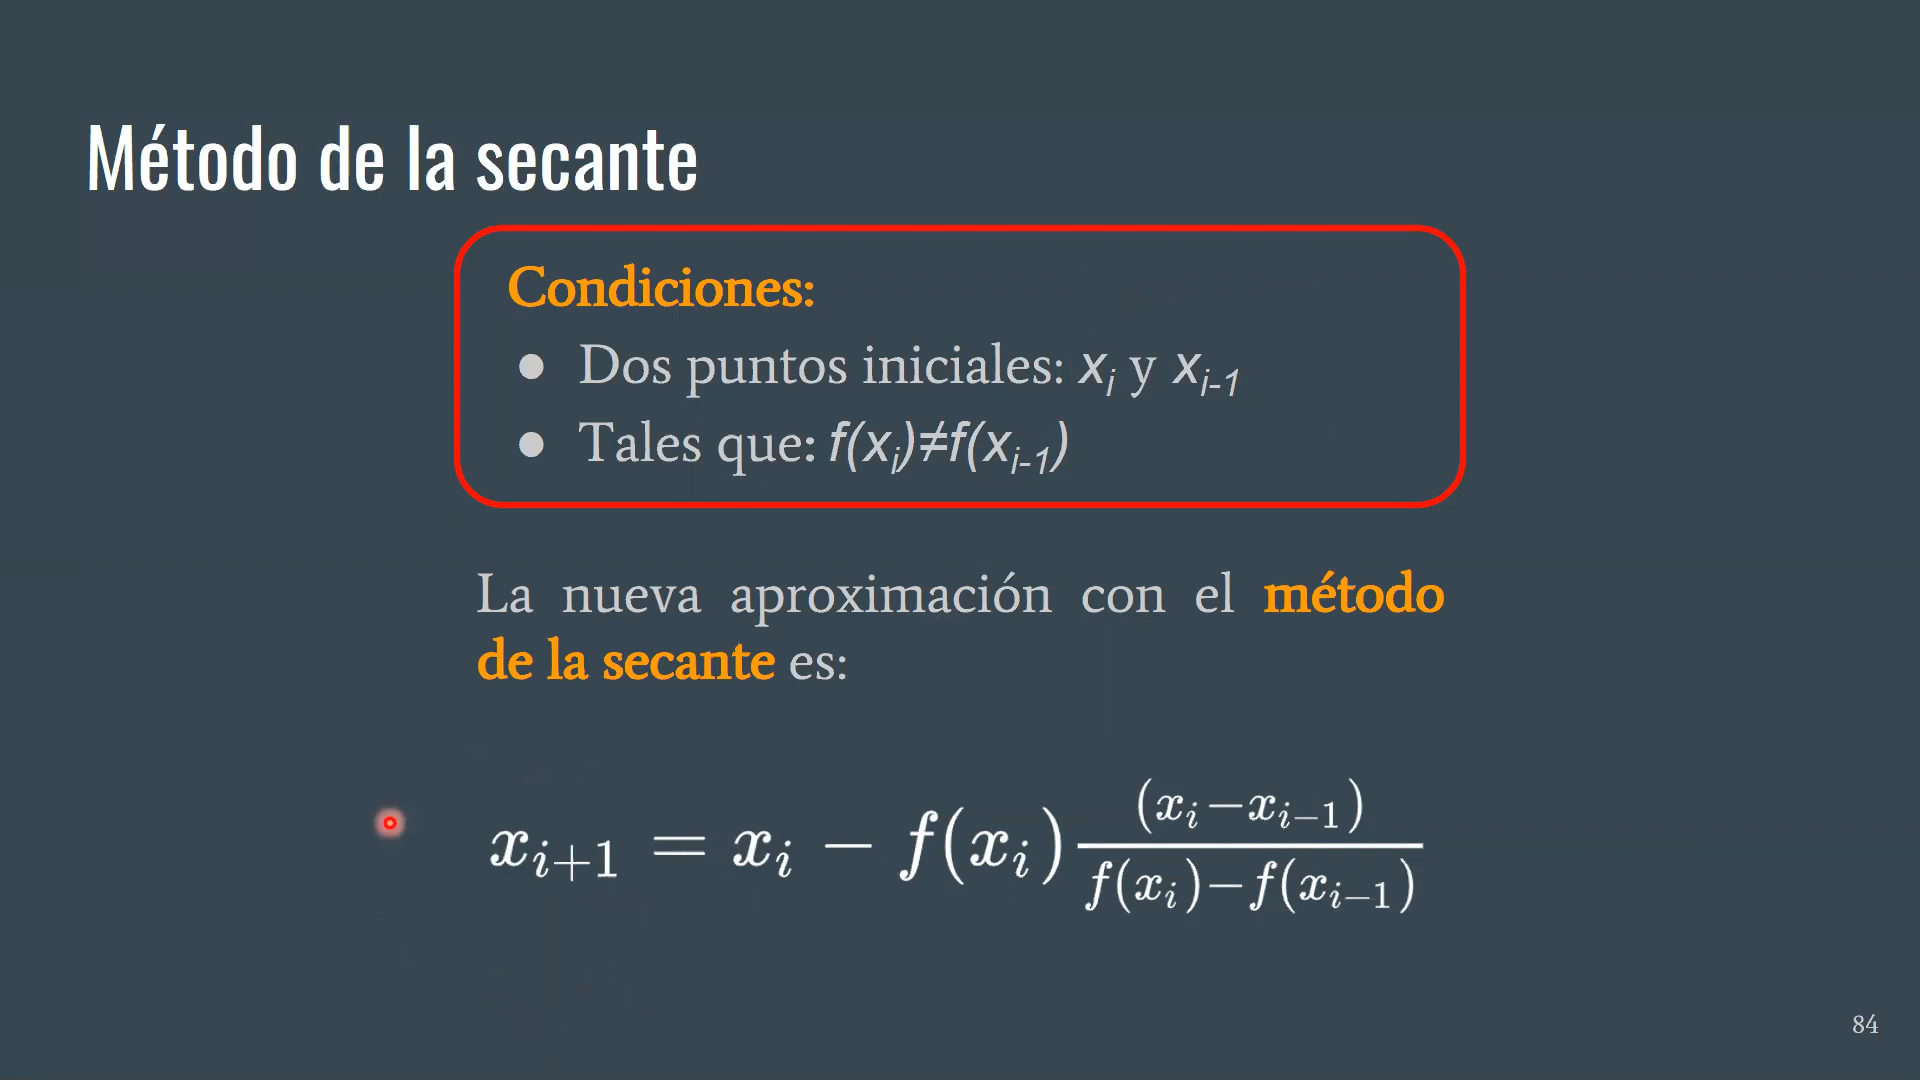 Método de la secante
Condiciones:
● Dos puntos iniciales: xᵢ y xᵢ₋₁
● Tales que: f(xᵢ)≠f(xᵢ₋₁)
La nueva aproximación con el método
de la secante es:
xᵢ₊₁ = xᵢ − f(xᵢ) (xᵢ−xᵢ₋₁) / f(xᵢ)−f(xᵢ₋₁)
84